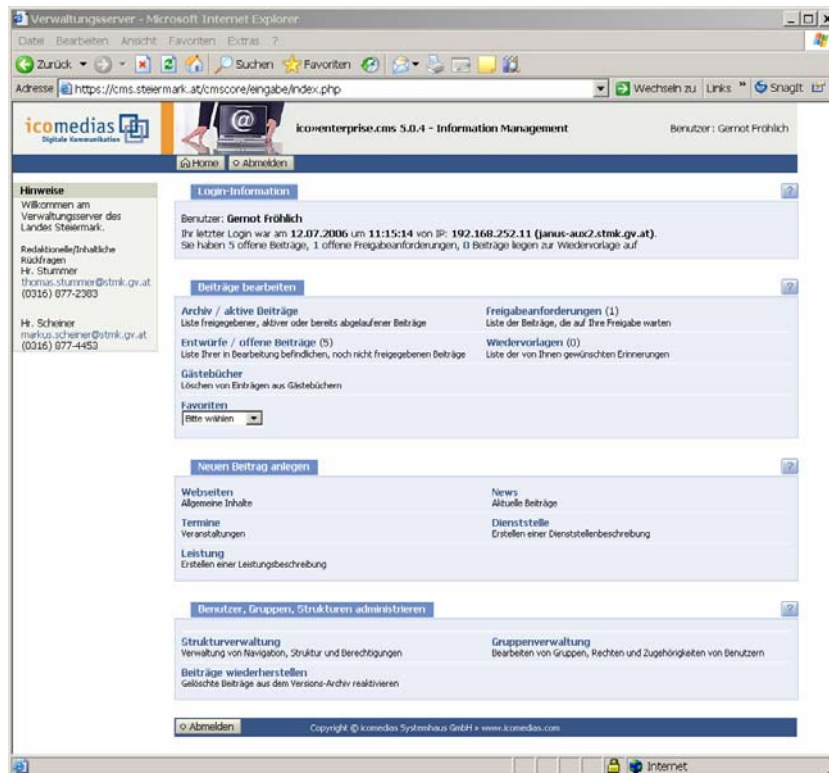 Verwaltungsserver - Microsoft Internet Explorer
Datei Bearbeiten Ansicht Favoriten Extras ?
Zurück Suchen Favoriten
Adresse https://cms.steiermark.at/cmscore/eingabe/index.php Wechseln zu Links » SnagIt
icomedias
Digitale Kommunikation
@
ico»enterprise.cms 5.0.4 - Information Management
Benutzer: Gernot Fröhlich
Home Abmelden
Hinweise
Willkommen am
Verwaltungsserver des
Landes Steiermark.
Redaktionelle/Inhaltliche
Rückfragen
Hr. Stummer
thomas.stummer@stmk.gv.at
(0316) 877-2383
Hr. Scheiner
markus.scheiner@stmk.gv.at
(0316) 877-4453
Login-Information ?
Benutzer: Gernot Fröhlich
Ihr letzter Login war am 12.07.2006 um 11:15:14 von IP: 192.168.252.11 (janus-aux2.stmk.gv.at).
Sie haben 5 offene Beiträge, 1 offene Freigabeanforderungen, 0 Beiträge liegen zur Wiedervorlage auf
Beiträge bearbeiten ?
Archiv / aktive Beiträge
Liste freigegebener, aktiver oder bereits abgelaufener Beiträge
Freigabeanforderungen (1)
Liste der Beiträge, die auf Ihre Freigabe warten
Entwürfe / offene Beiträge (5)
Liste Ihrer in Bearbeitung befindlichen, noch nicht freigegebenen Beiträge
Wiedervorlagen (0)
Liste der von Ihnen gewünschten Erinnerungen
Gästebücher
Löschen von Einträgen aus Gästebüchern
Favoriten
Bitte wählen
Neuen Beitrag anlegen ?
Webseiten
Allgemeine Inhalte
News
Aktuelle Beiträge
Termine
Veranstaltungen
Dienststelle
Erstellen einer Dienststellenbeschreibung
Leistung
Erstellen einer Leistungsbeschreibung
Benutzer, Gruppen, Strukturen administrieren ?
Strukturverwaltung
Verwaltung von Navigation, Struktur und Berechtigungen
Gruppenverwaltung
Bearbeiten von Gruppen, Rechten und Zugehörigkeiten von Benutzern
Beiträge wiederherstellen
Gelöschte Beiträge aus dem Versions-Archiv reaktivieren
Abmelden
Copyright © icomedias Systemhaus GmbH » www.icomedias.com
Internet